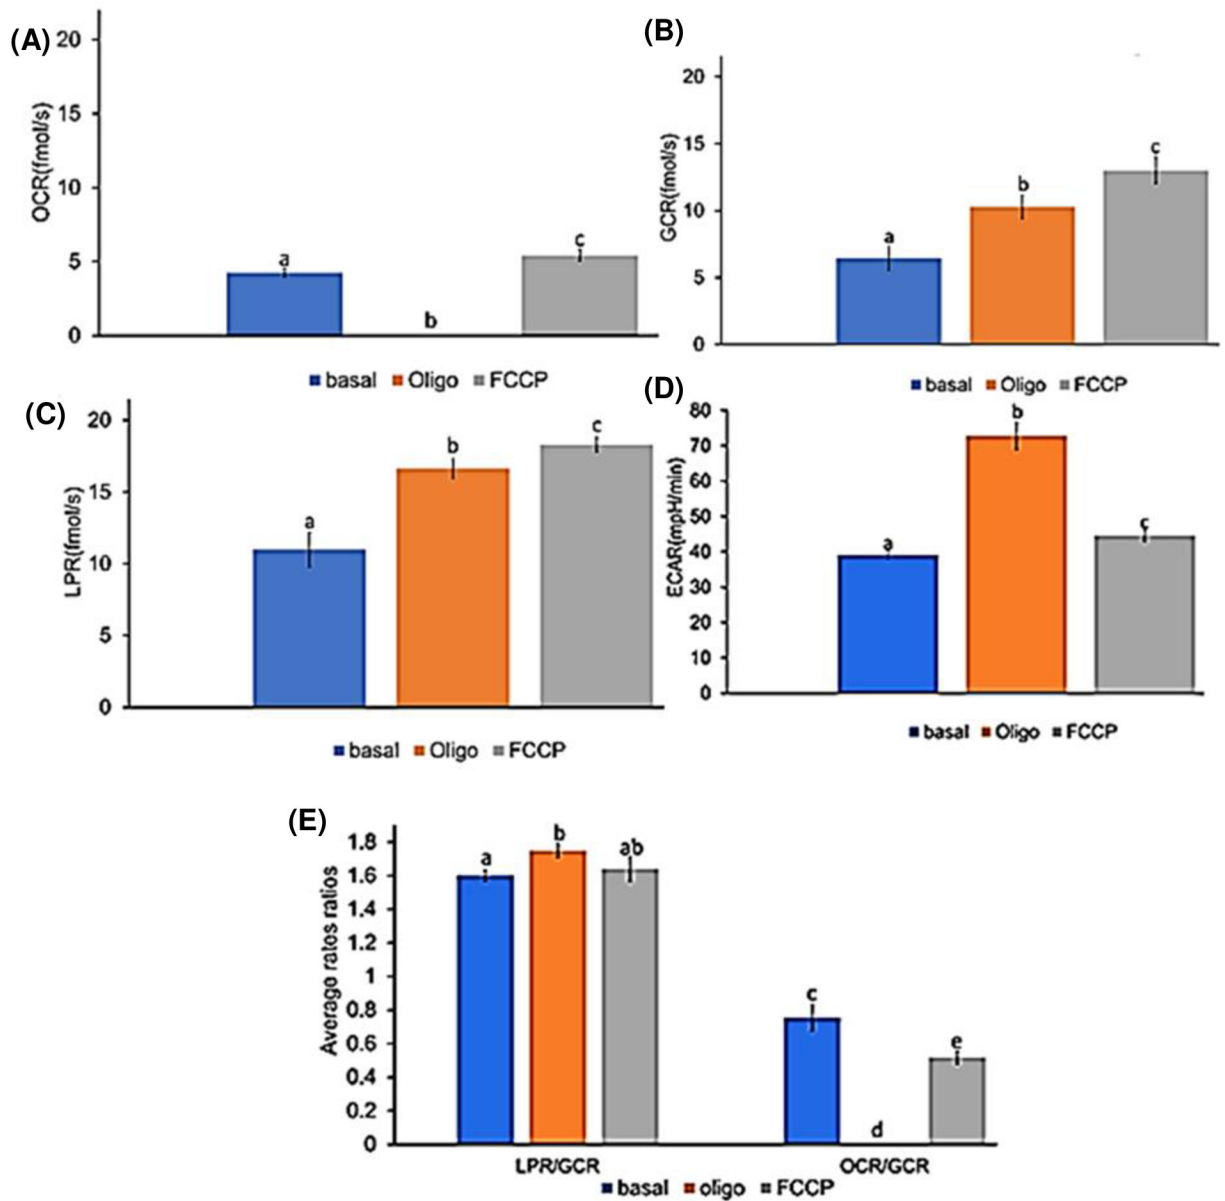 (A)
20
15
10
5
0
OCR(fmol/s)
a
b
c
basal Oligo FCCP
(B)
20
15
10
5
0
GCR(fmol/s)
a
b
c
basal Oligo FCCP
(C)
20
15
10
5
0
LPR(fmol/s)
a
b
c
basal Oligo FCCP
(D)
80
70
60
50
40
30
20
10
0
ECAR(mpH/min)
a
b
c
basal Oligo FCCP
(E)
1.8
1.6
1.4
1.2
1
0.8
0.6
0.4
0.2
0
Average rates ratios
a
b
ab
c
d
e
LPR/GCR OCR/GCR
basal oligo FCCP